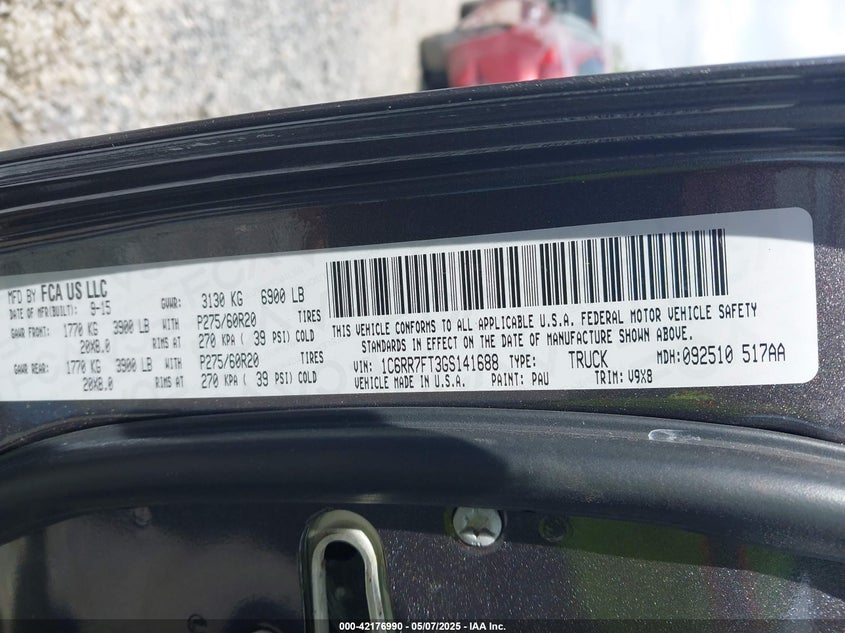 MFD BY FCA US LLC
DATE OF MFR(BUILT): 9-15 GVWR: 3130 KG 6900 LB
GAWR FRONT: 1770 KG 3900 LB WITH P275/60R20 TIRES
20X8.0 RIMS AT 270 KPA ( 39 PSI) COLD
GAWR REAR: 1770 KG 3900 LB WITH P275/60R20 TIRES
20X8.0 RIMS AT 270 KPA ( 39 PSI) COLD
THIS VEHICLE CONFORMS TO ALL APPLICABLE U.S.A. FEDERAL MOTOR VEHICLE SAFETY
STANDARDS IN EFFECT ON THE DATE OF MANUFACTURE SHOWN ABOVE.
VIN: 1C6RR7FT3GS141688 TYPE: TRUCK MDH:092510 517AA
VEHICLE MADE IN U.S.A. PAINT: PAU TRIM: V9X8
000-42176990 - 05/07/2025 - IAA Inc.